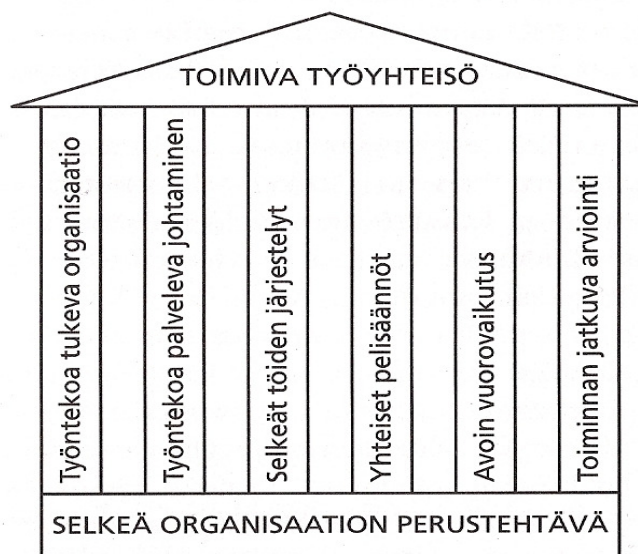 TOIMIVA TYÖYHTEISÖ
Työntekoa tukeva organisaatio
Työntekoa palveleva johtaminen
Selkeät töiden järjestelyt
Yhteiset pelisäännöt
Avoin vuorovaikutus
Toiminnan jatkuva arviointi
SELKEÄ ORGANISAATION PERUSTEHTÄVÄ